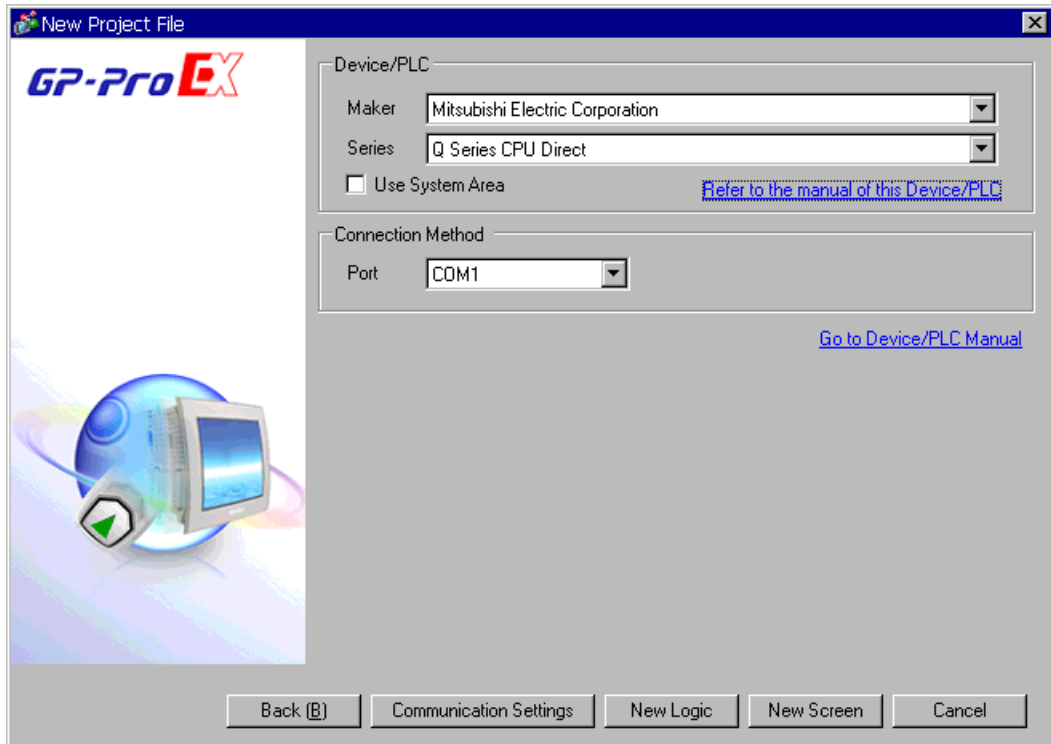 New Project File
GP-Pro EX
Device/PLC
Maker Mitsubishi Electric Corporation
Series Q Series CPU Direct
Use System Area Refer to the manual of this Device/PLC
Connection Method
Port COM1
Go to Device/PLC Manual
Back (B) Communication Settings New Logic New Screen Cancel